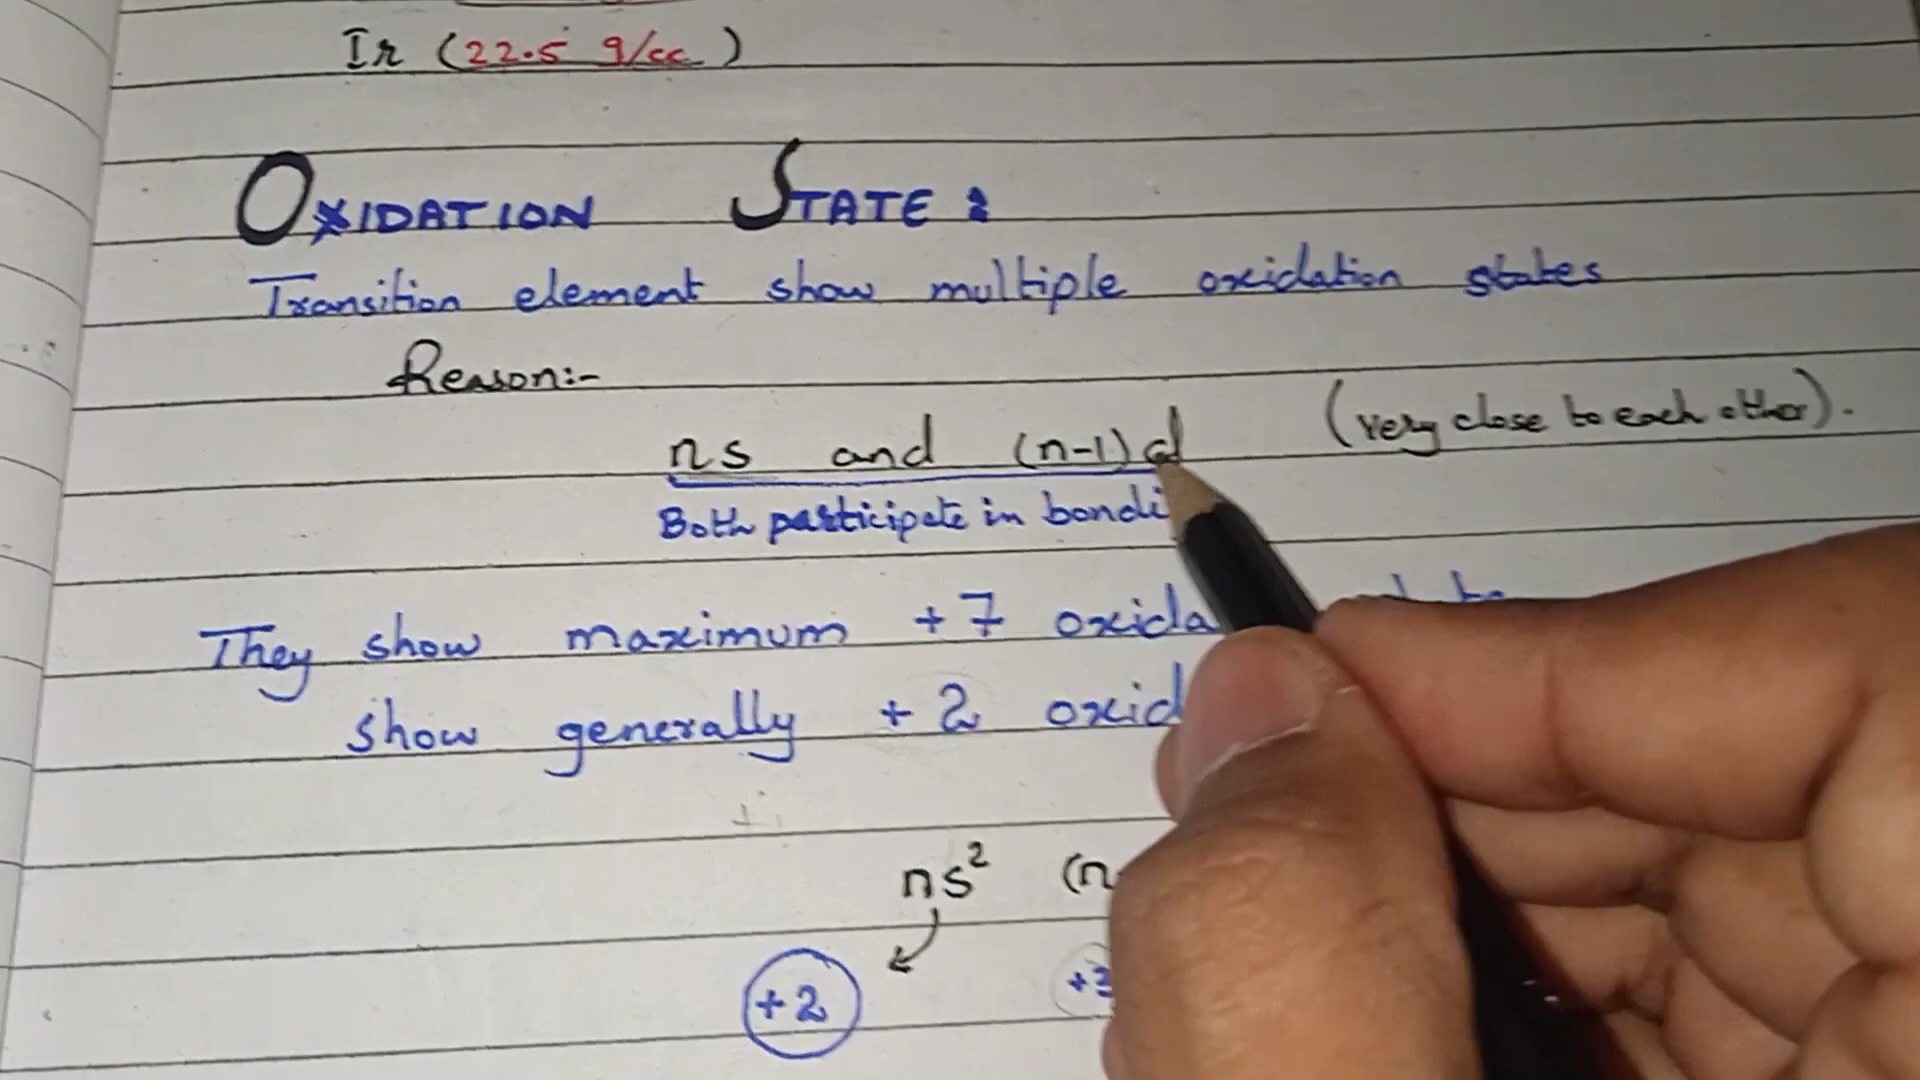 Ir (22.5 g/cc)
OXIDATION STATE :
Transition element show multiple oxidation states
Reason:-
ns and (n-1)d (very close to each other).
Both participate in bondi
They show maximum +7 oxida
show generally +2 oxid
ns² (n
+2 +3